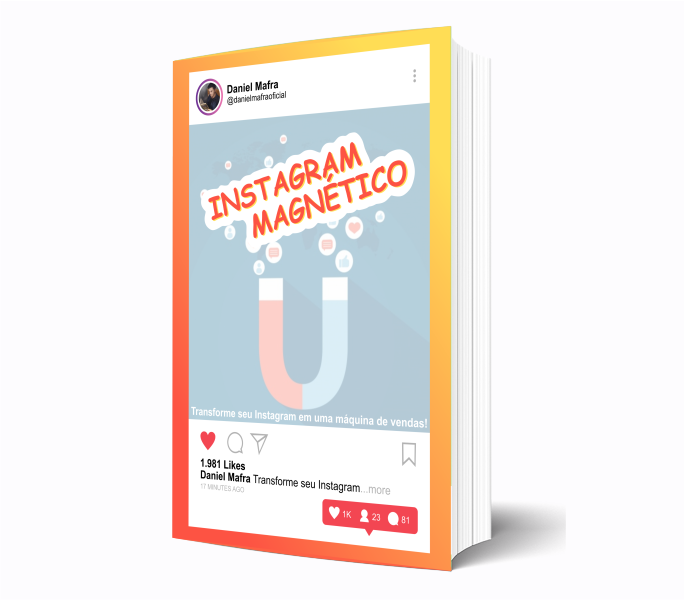 Daniel Mafra
@danielmafraoficial
INSTAGRAM
MAGNÉTICO
Transforme seu Instagram em uma máquina de vendas!
1.981 Likes
Daniel Mafra Transforme seu Instagram...more
17 MINUTES AGO
1K 23 81